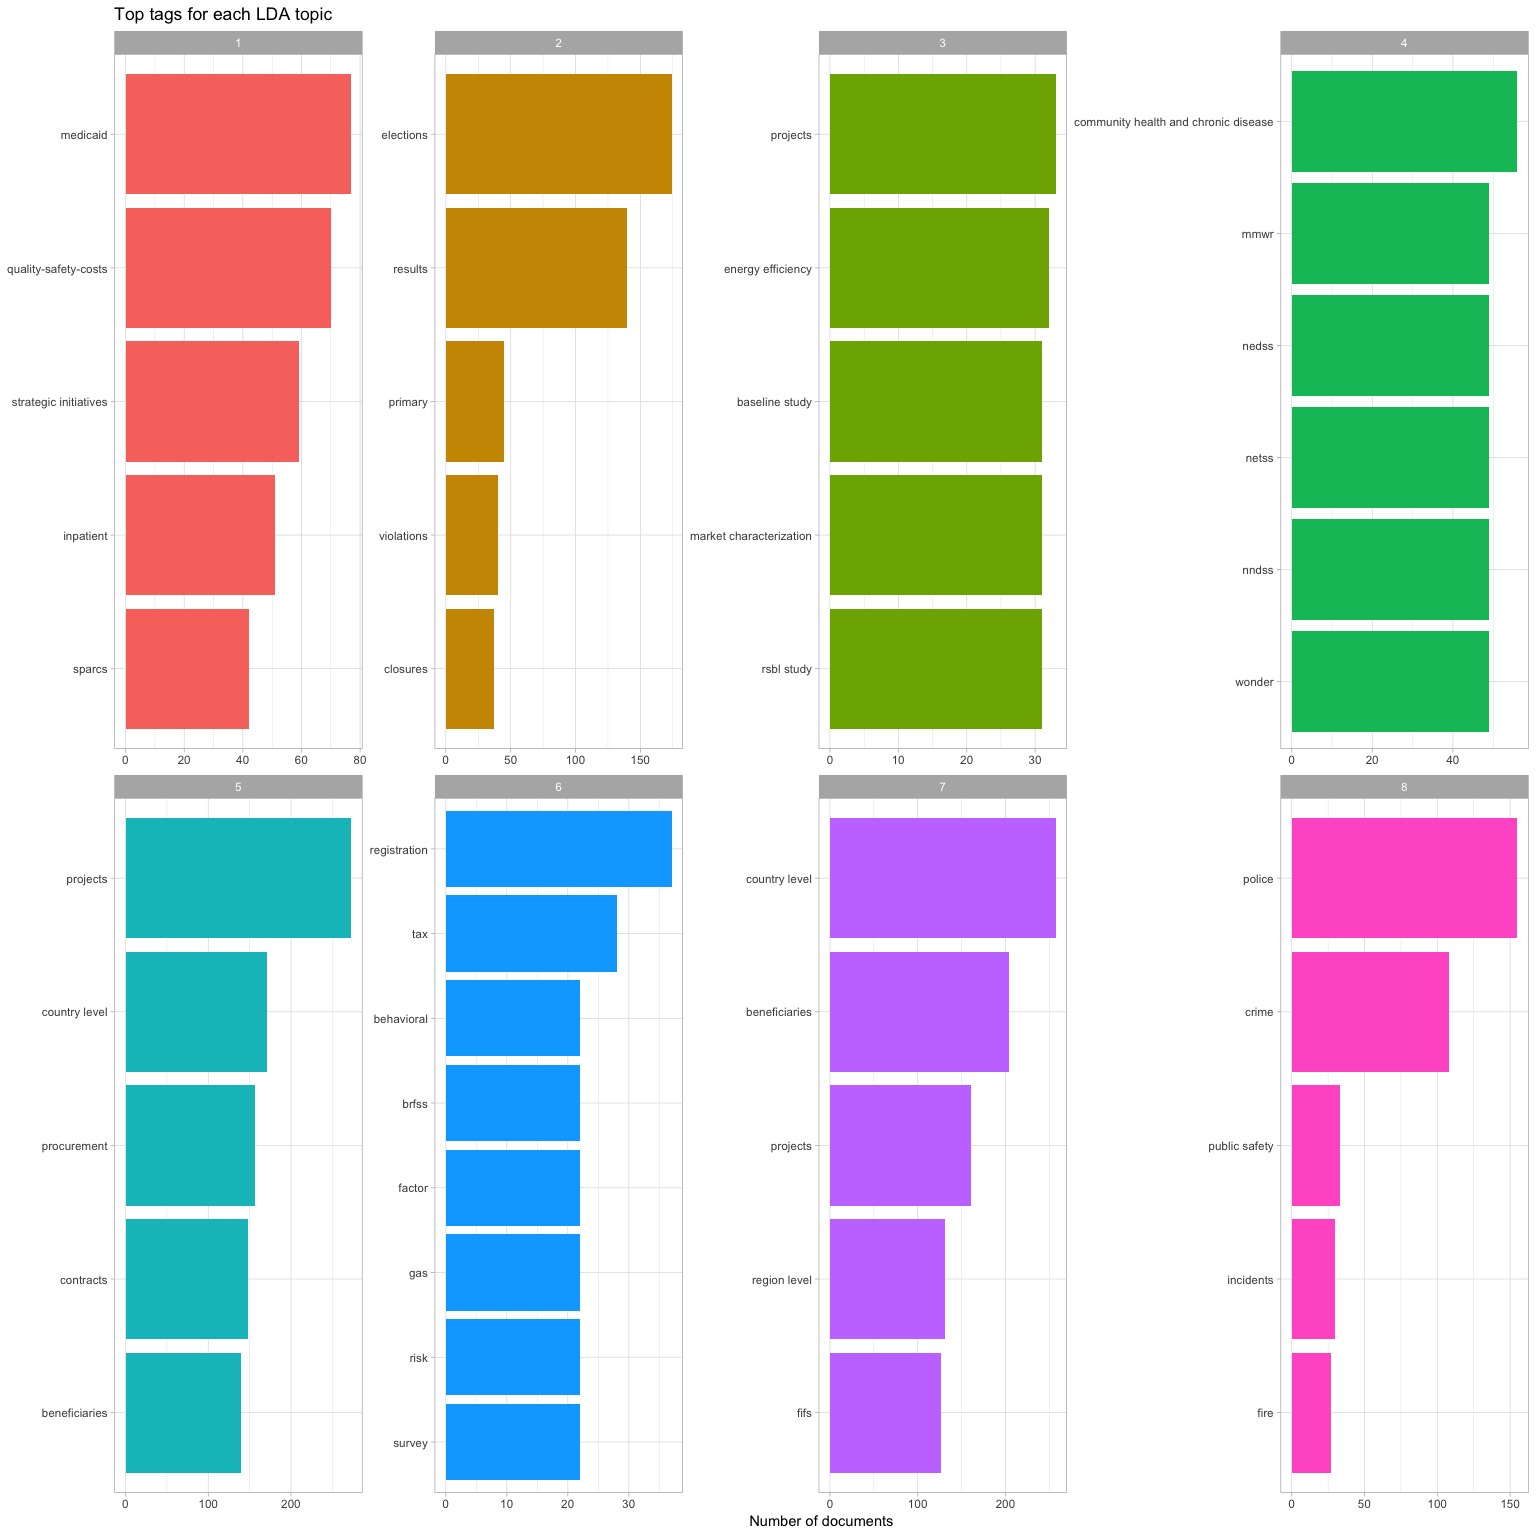 Top tags for each LDA topic
1
medicaid
quality-safety-costs
strategic initiatives
inpatient
sparcs
0 20 40 60 80
2
elections
results
primary
violations
closures
0 50 100 150
3
projects
energy efficiency
baseline study
market characterization
rsbl study
0 10 20 30
4
community health and chronic disease
mmwr
nedss
netss
nndss
wonder
0 20 40
5
projects
country level
procurement
contracts
beneficiaries
0 100 200
6
registration
tax
behavioral
brfss
factor
gas
risk
survey
0 10 20 30
7
country level
beneficiaries
projects
region level
fifs
0 100 200
8
police
crime
public safety
incidents
fire
0 50 100 150
Number of documents